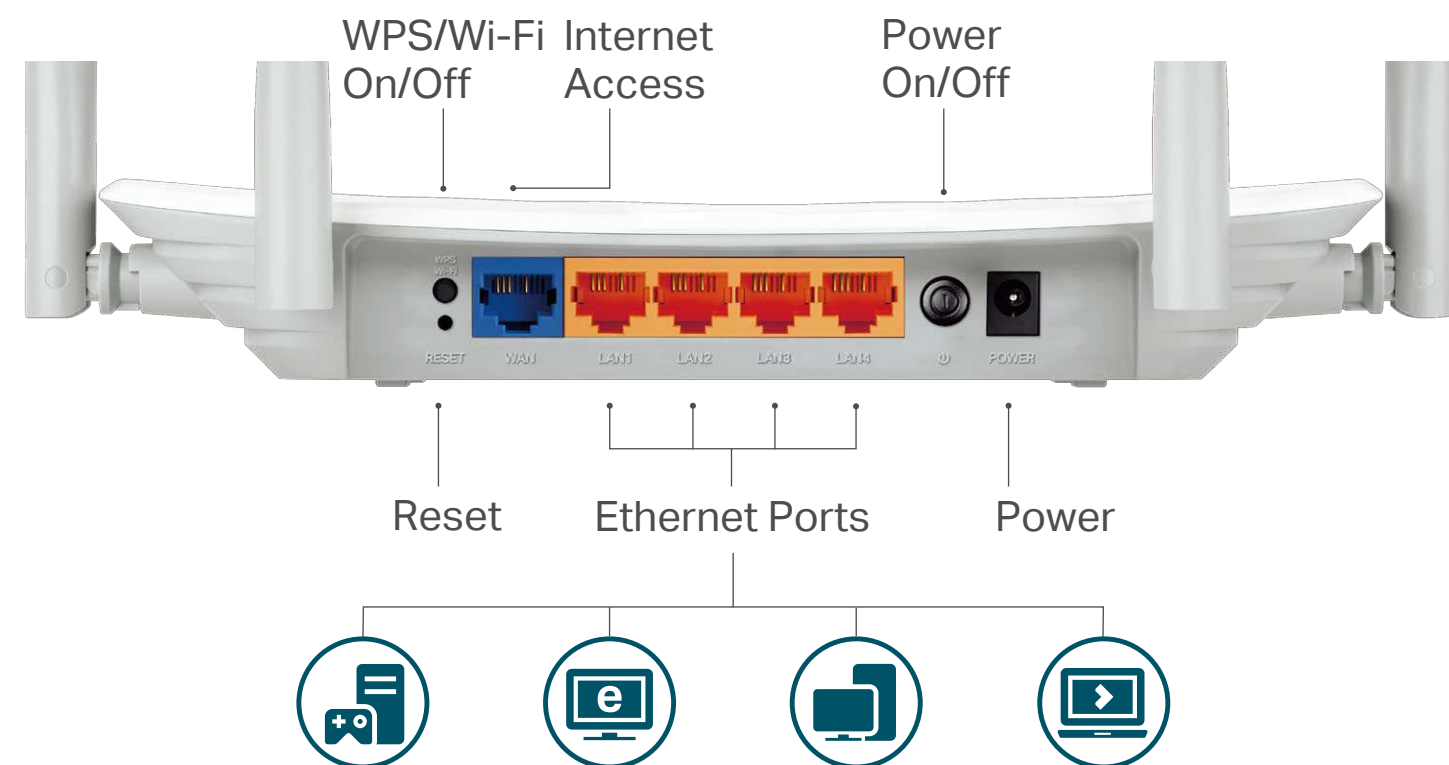 WPS/Wi-Fi
On/Off
Internet
Access
Power
On/Off
WPS
Wi-Fi
RESET
WAN
LAN1
LAN2
LAN3
LAN4
POWER
Reset
Ethernet Ports
Power
e